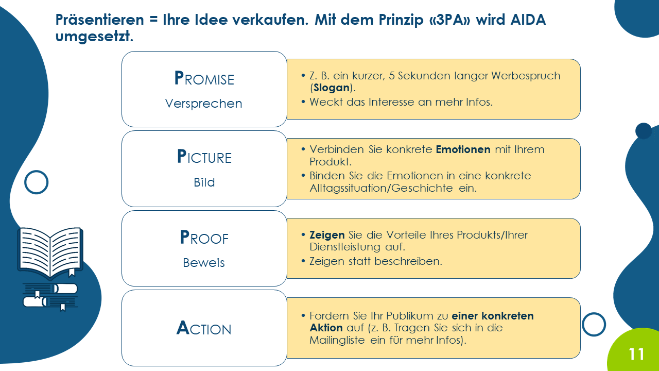 Präsentieren = Ihre Idee verkaufen. Mit dem Prinzip «3PA» wird AIDA
umgesetzt.
PROMISE
Versprechen
• Z. B. ein kurzer, 5 Sekunden langer Werbespruch
(Slogan).
• Weckt das Interesse an mehr Infos.
PICTURE
Bild
• Verbinden Sie konkrete Emotionen mit Ihrem
Produkt.
• Binden Sie die Emotionen in eine konkrete
Alltagssituation/Geschichte ein.
PROOF
Beweis
• Zeigen Sie die Vorteile Ihres Produkts/Ihrer
Dienstleistung auf.
• Zeigen statt beschreiben.
ACTION
• Fordern Sie Ihr Publikum zu einer konkreten
Aktion auf (z. B. Tragen Sie sich in die
Mailingliste ein für mehr Infos).
11